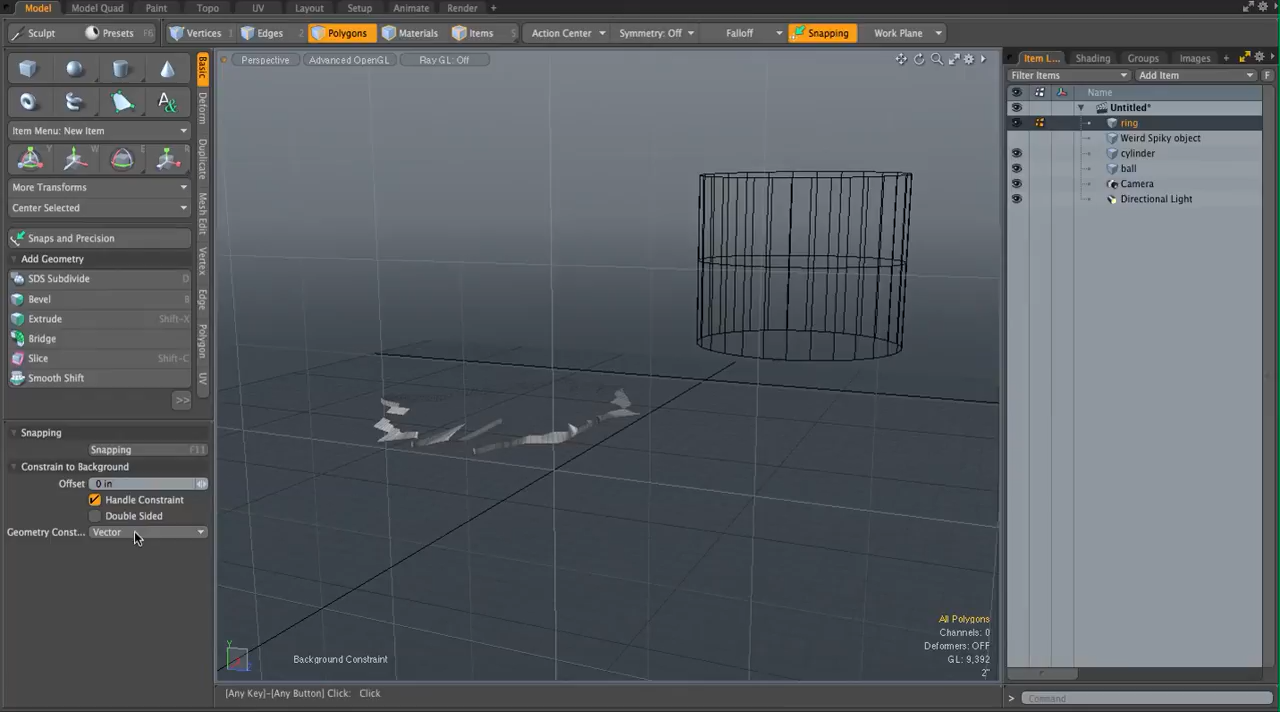 Model Model Quad Paint Topo UV Layout Setup Animate Render +
Sculpt Presets F6 Vertices 1 Edges 2 Polygons Materials Items 5 Action Center Symmetry: Off Falloff Snapping Work Plane
Perspective Advanced OpenGL Ray GL: Off
Item L... Shading Groups Images +
Filter Items Add Item F
Name
Untitled*
ring
Weird Spiky object
cylinder
ball
Camera
Directional Light
Basic
Deform
Duplicate
Mesh Edit
Vertex
Edge
Polygon
UV
Item Menu: New Item
Y W E R
More Transforms
Center Selected
Snaps and Precision
Add Geometry
SDS Subdivide D
Bevel B
Extrude Shift-X
Bridge
Slice Shift-C
Smooth Shift
>>
Snapping
Snapping F11
Constrain to Background
Offset 0 in
Handle Constraint
Double Sided
Geometry Const... Vector
All Polygons
Channels: 0
Deformers: OFF
GL: 9,392
2"
Y
Background Constraint
[Any Key]-[Any Button] Click: Click
> Command